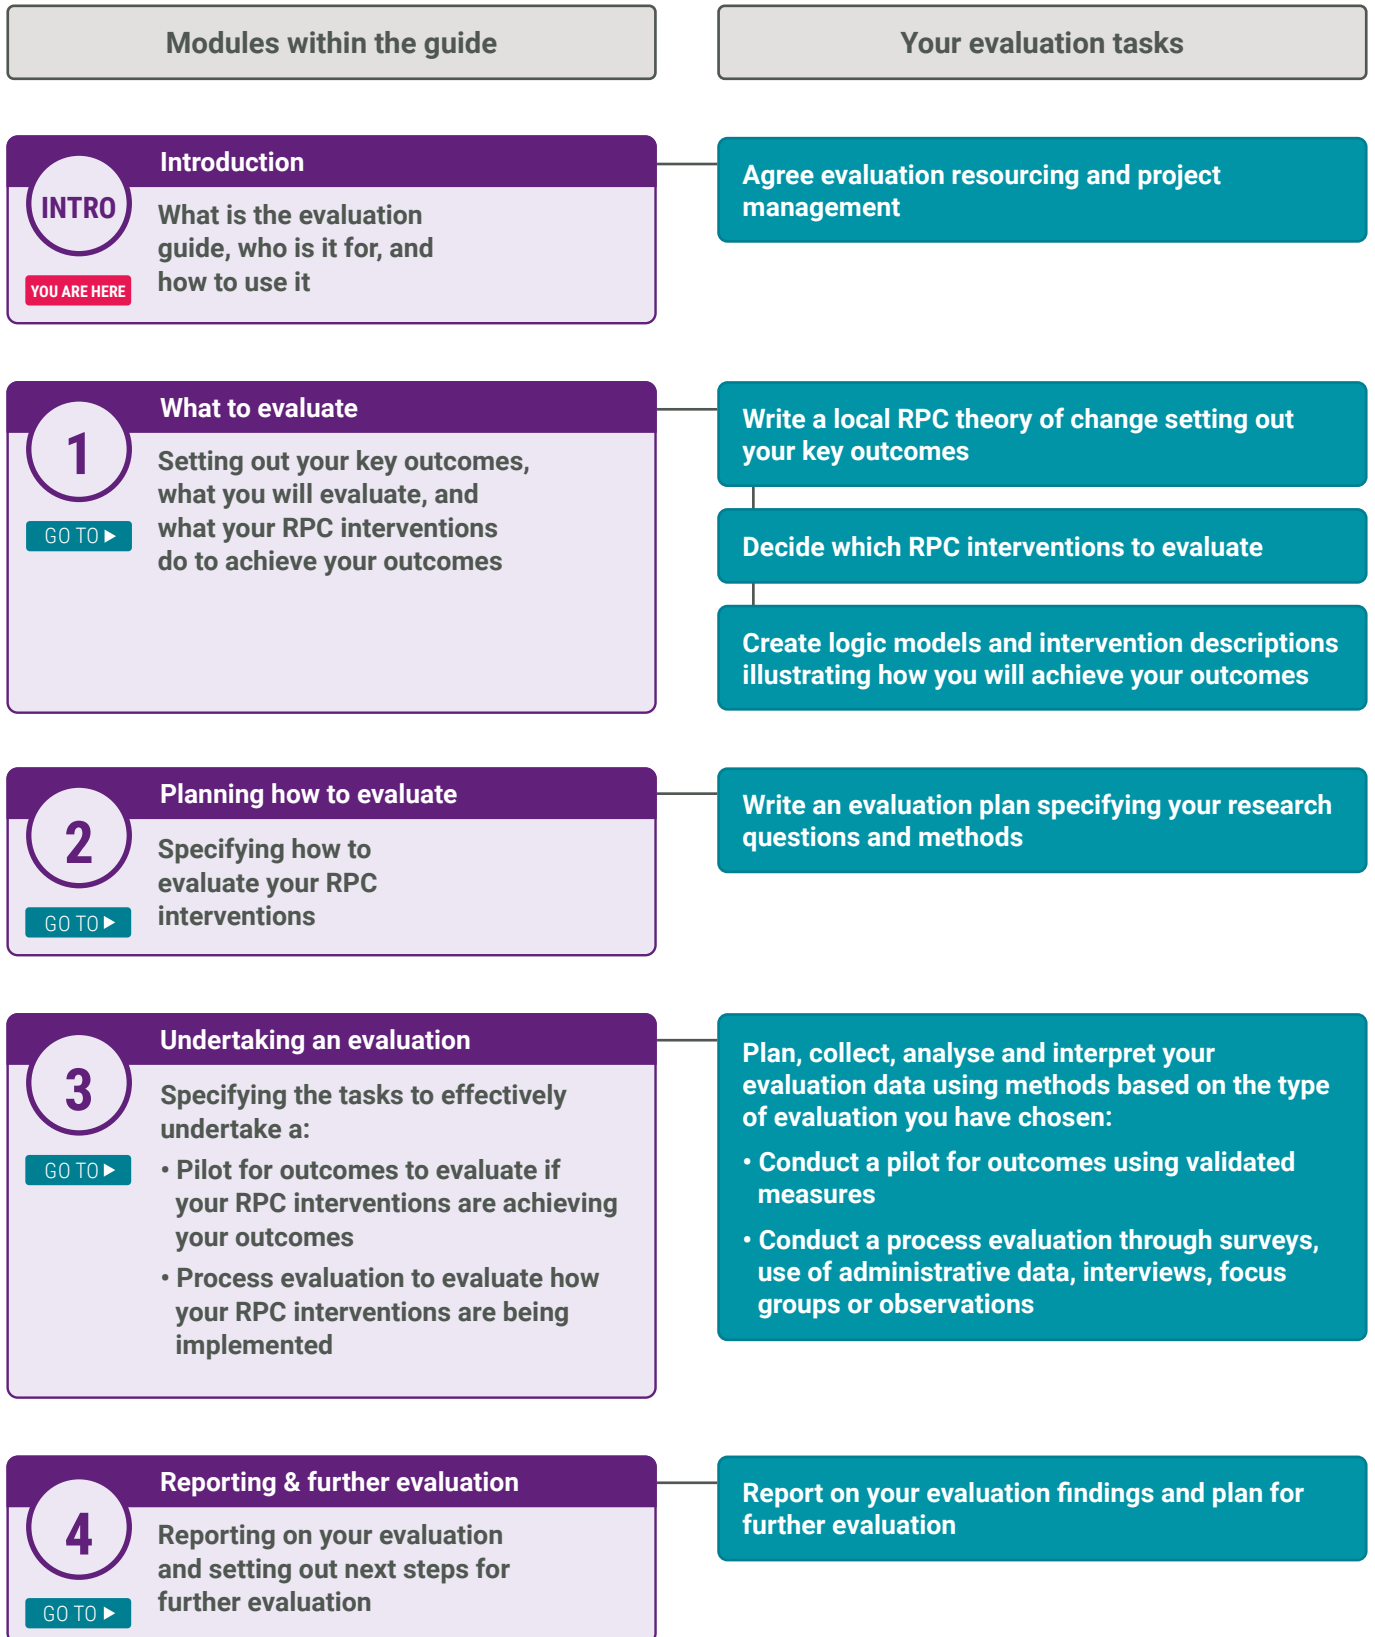 Modules within the guide
Your evaluation tasks
Introduction
INTRO
YOU ARE HERE
What is the evaluation
guide, who is it for, and
how to use it
Agree evaluation resourcing and project
management
What to evaluate
1
GO TO ▶
Setting out your key outcomes,
what you will evaluate, and
what your RPC interventions
do to achieve your outcomes
Write a local RPC theory of change setting out
your key outcomes
Decide which RPC interventions to evaluate
Create logic models and intervention descriptions
illustrating how you will achieve your outcomes
Planning how to evaluate
2
GO TO ▶
Specifying how to
evaluate your RPC
interventions
Write an evaluation plan specifying your research
questions and methods
Undertaking an evaluation
3
GO TO ▶
Specifying the tasks to effectively
undertake a:
• Pilot for outcomes to evaluate if
your RPC interventions are achieving
your outcomes
• Process evaluation to evaluate how
your RPC interventions are being
implemented
Plan, collect, analyse and interpret your
evaluation data using methods based on the type
of evaluation you have chosen:
• Conduct a pilot for outcomes using validated
measures
• Conduct a process evaluation through surveys,
use of administrative data, interviews, focus
groups or observations
Reporting & further evaluation
4
GO TO ▶
Reporting on your evaluation
and setting out next steps for
further evaluation
Report on your evaluation findings and plan for
further evaluation